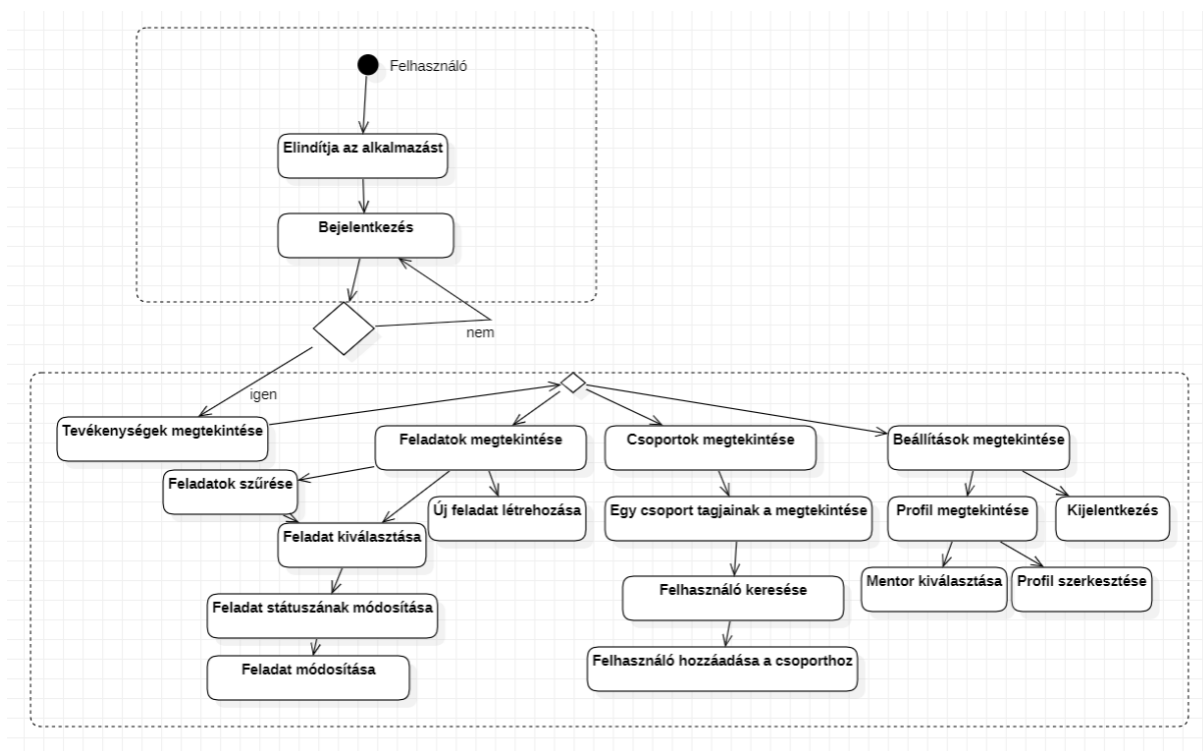 Felhasználó
Elindítja az alkalmazást
Bejelentkezés
nem
igen
Tevékenységek megtekintése
Feladatok megtekintése
Csoportok megtekintése
Beállítások megtekintése
Feladatok szűrése
Új feladat létrehozása
Egy csoport tagjainak a megtekintése
Profil megtekintése
Kijelentkezés
Feladat kiválasztása
Mentor kiválasztása
Profil szerkesztése
Feladat státuszának módosítása
Felhasználó keresése
Feladat módosítása
Felhasználó hozzáadása a csoporthoz